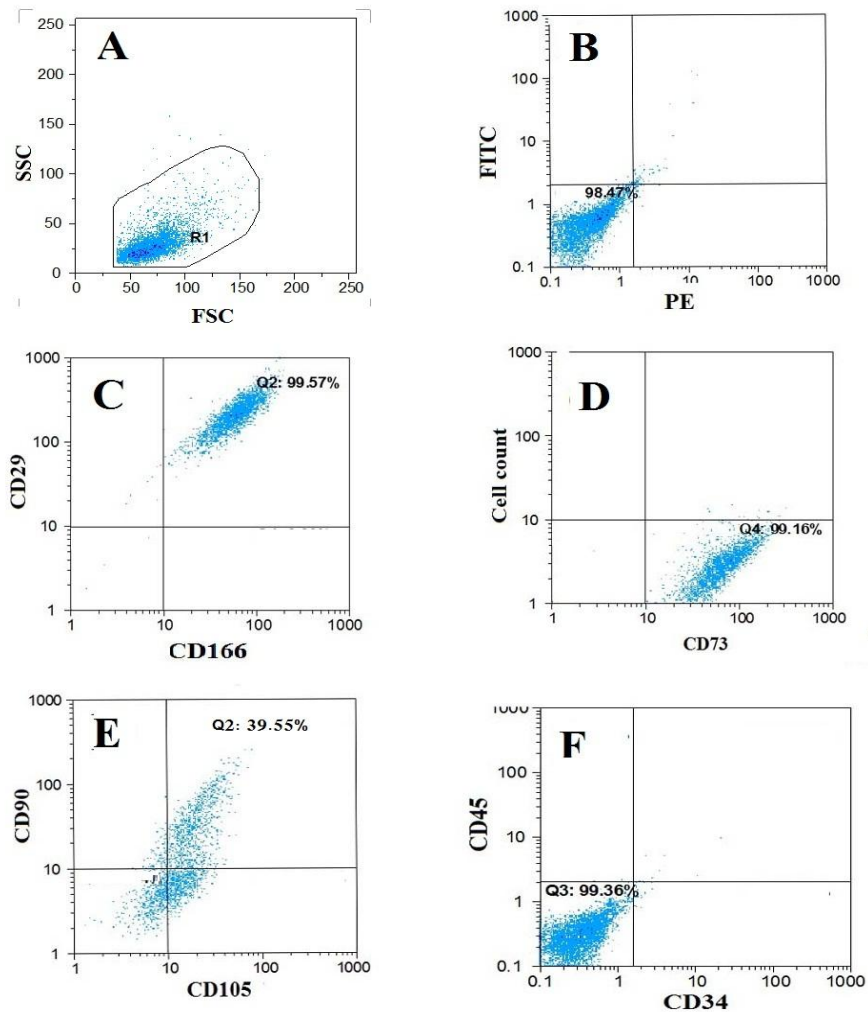 A
SSC
250
200
150
100
50
0
R1
0 50 100 150 200 250
FSC
B
FITC
1000
100
10
1
0.1
98.47%
0.1 1 10 100 1000
PE
C
CD29
1000
100
10
1
Q2: 99.57%
1 10 100 1000
CD166
D
Cell count
1000
100
10
1
Q4: 99.16%
1 10 100 1000
CD73
E
CD90
1000
100
10
1
Q2: 39.55%
1 10 100 1000
CD105
F
CD45
1000
100
10
1
0.1
Q3: 99.36%
0.1 1 10 100 1000
CD34